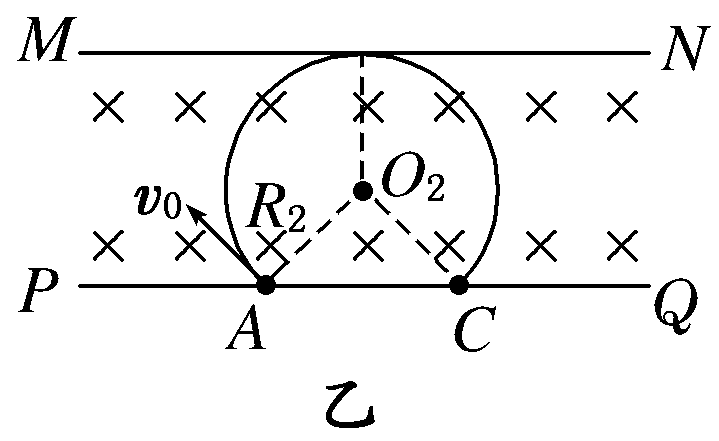 M N
× × × × × × ×
v₀ R₂ O₂
× × × × × × ×
P Q
A C
乙